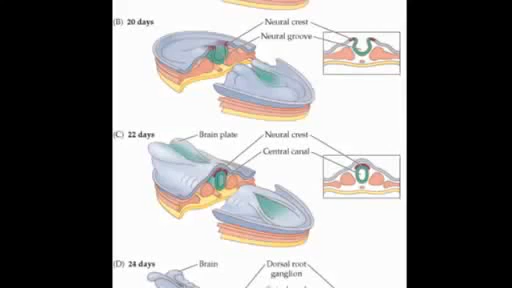 (B) 20 days
Neural crest
Neural groove
(C) 22 days
Brain plate
Neural crest
Central canal
(D) 24 days
Brain
Dorsal root
ganglion